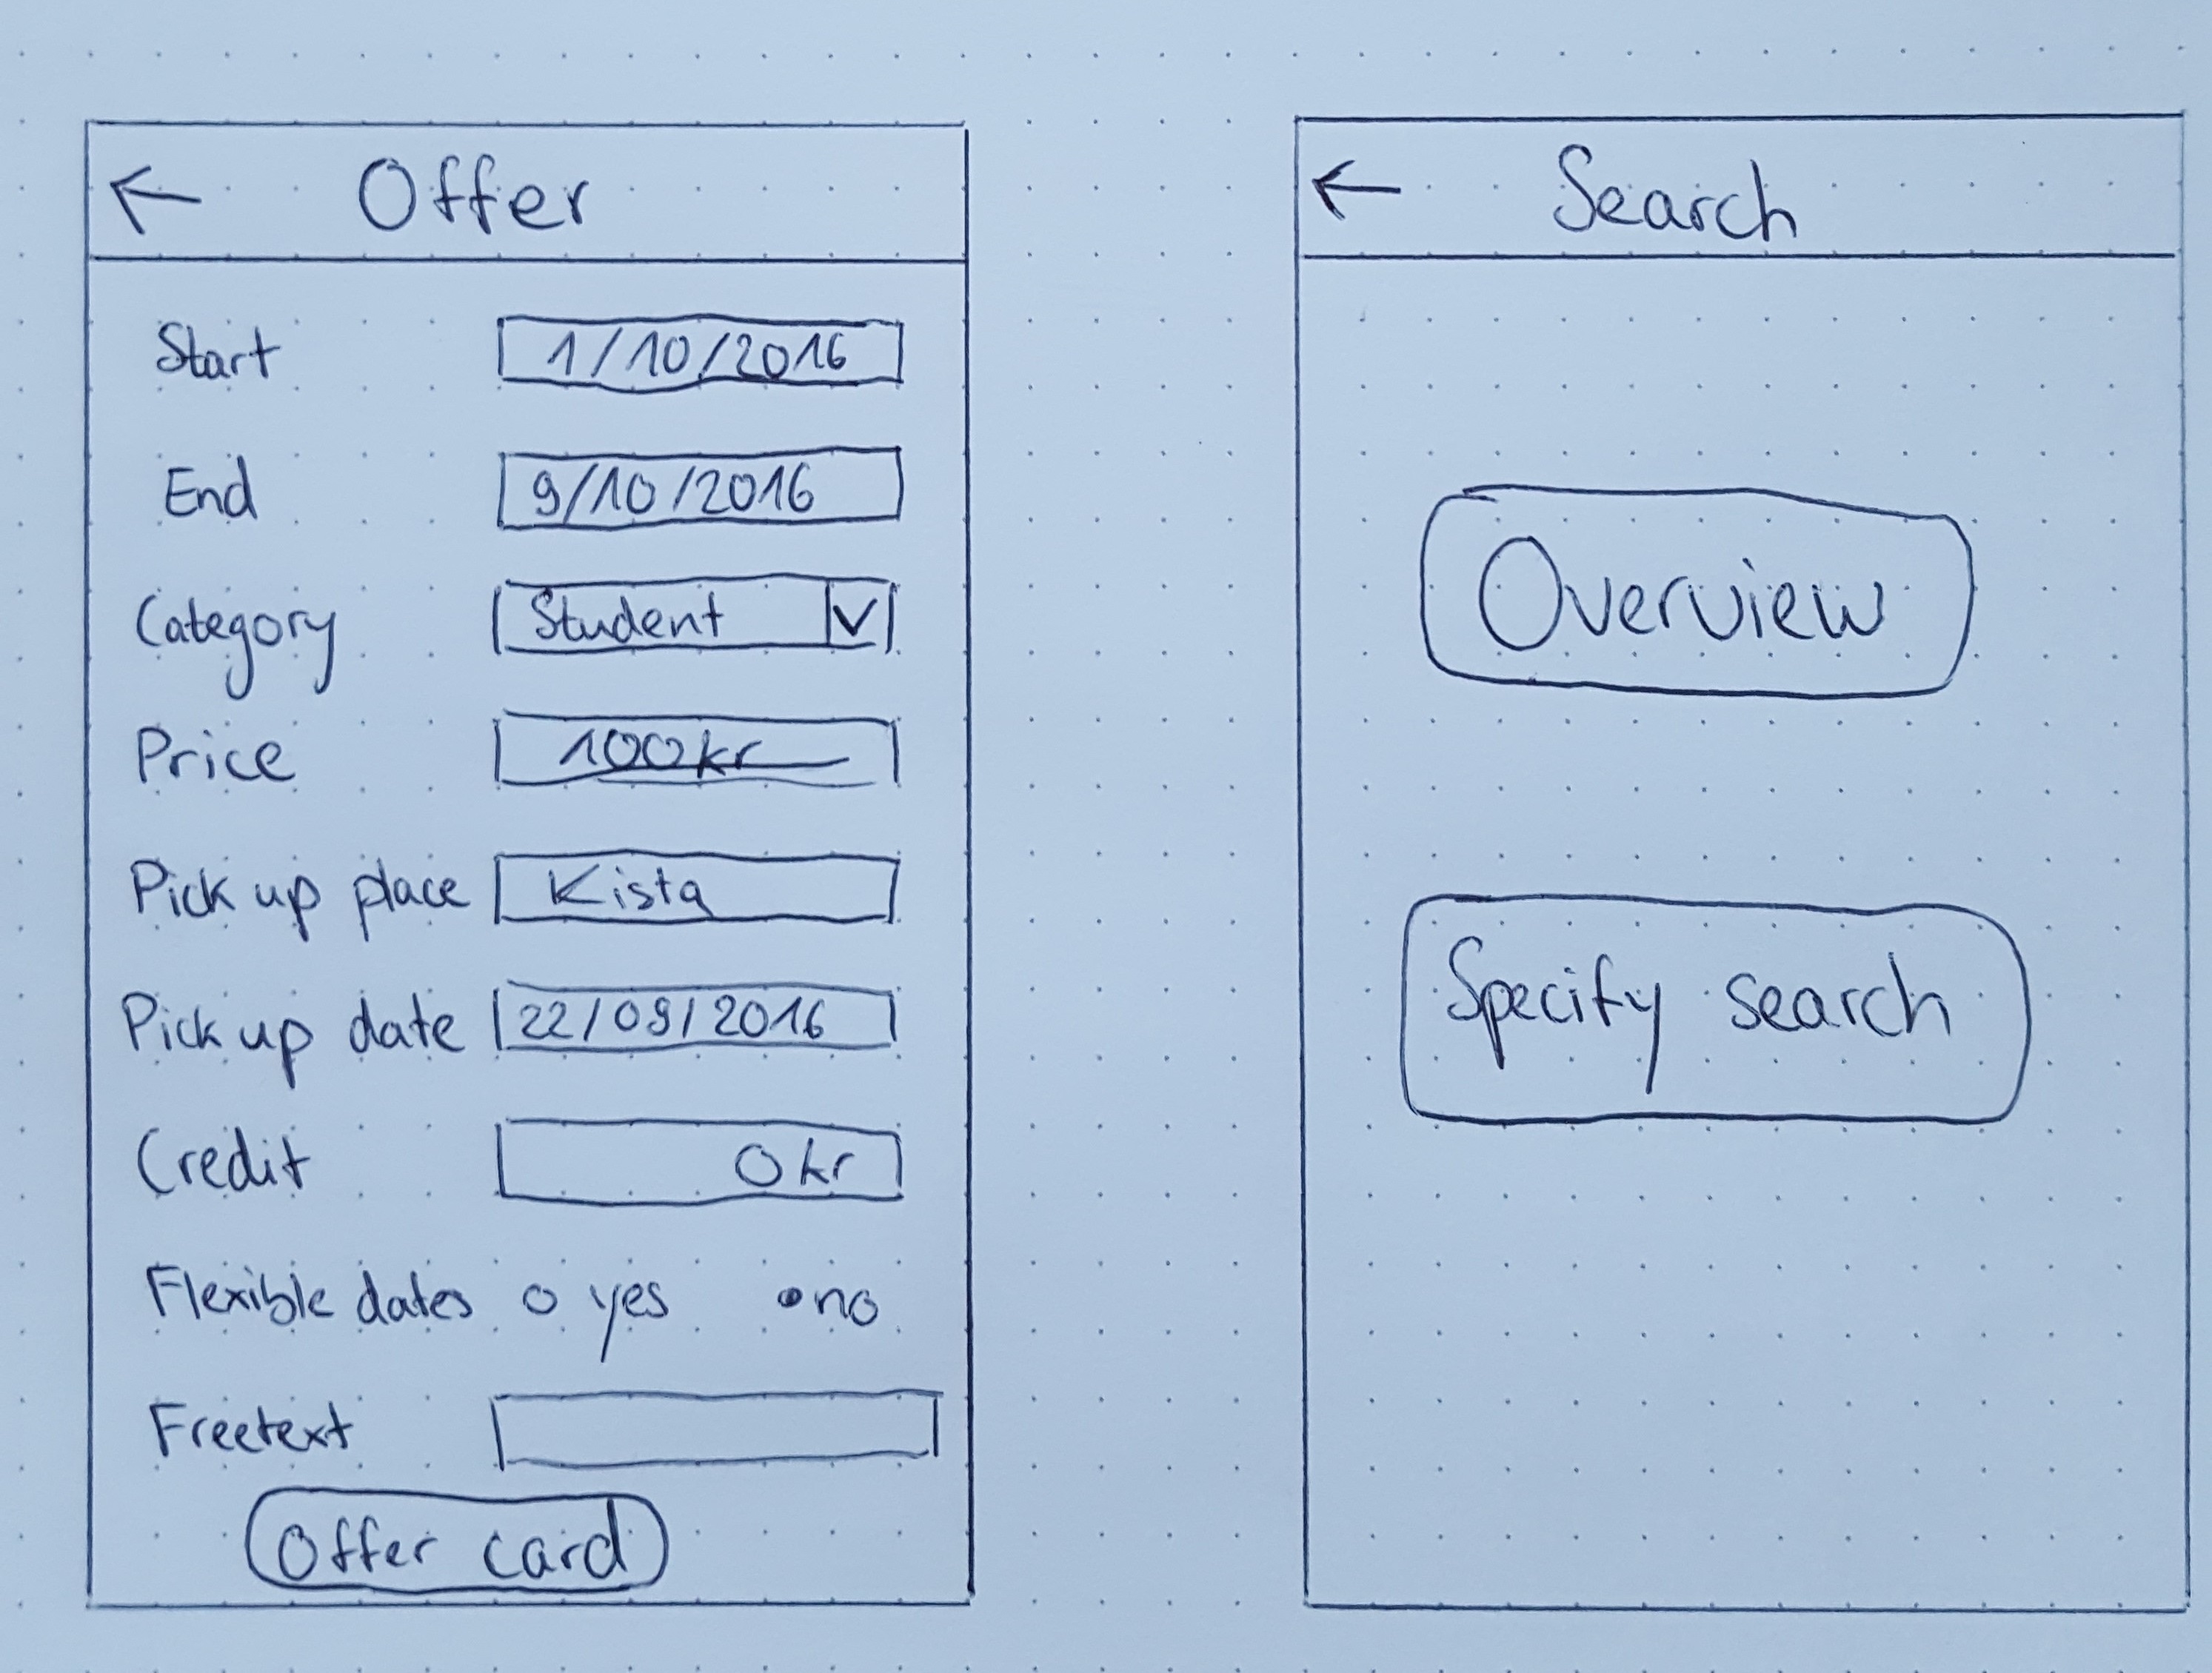 ← Offer
Start 1/10/2016
End 9/10/2016
Category Student
Price 100kr
Pick up place Kista
Pick up date 22/09/2016
Credit 0kr
Flexible dates yes no
Freetext
Offer card
← Search
Overview
Specify search